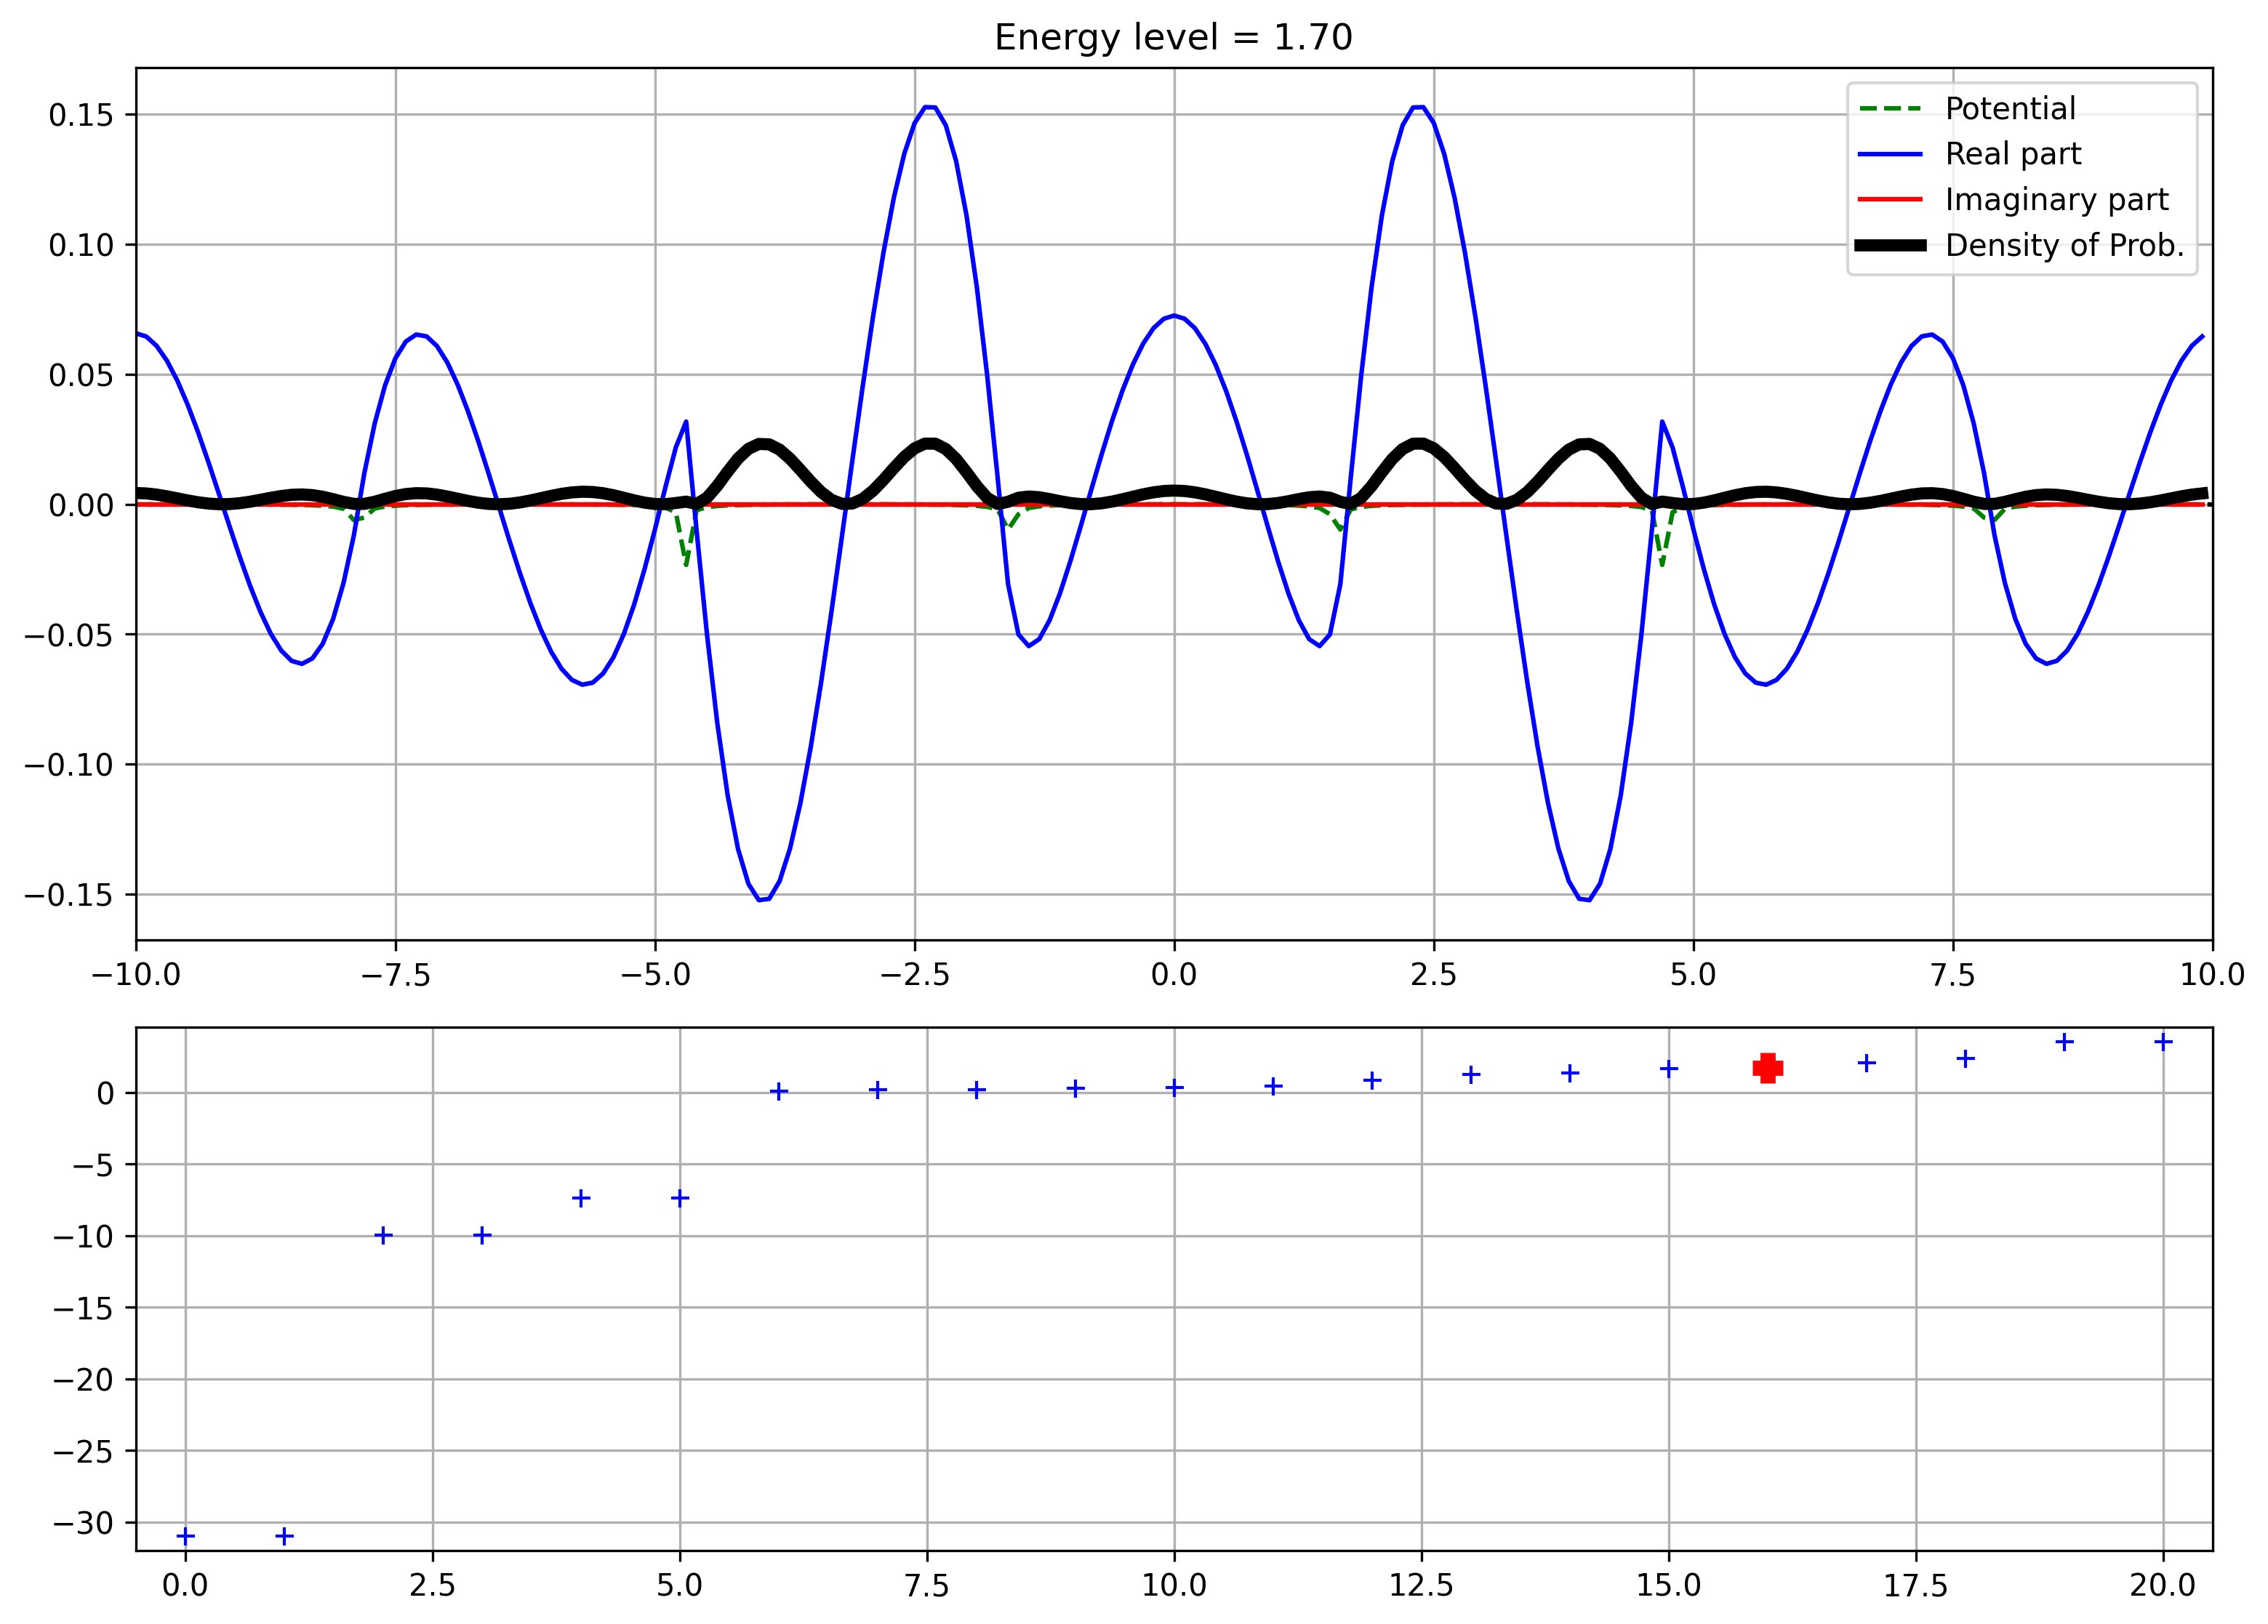 Energy level = 1.70
Potential
Real part
Imaginary part
Density of Prob.
0.15
0.10
0.05
0.00
−0.05
−0.10
−0.15
−10.0 −7.5 −5.0 −2.5 0.0 2.5 5.0 7.5 10.0
0
−5
−10
−15
−20
−25
−30
0.0 2.5 5.0 7.5 10.0 12.5 15.0 17.5 20.0